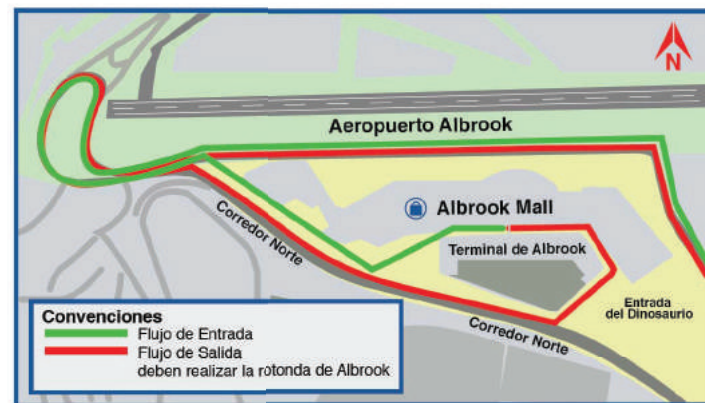 N
Aeropuerto Albrook
Albrook Mall
Corredor Norte
Terminal de Albrook
Entrada
del Dinosaurio
Corredor Norte
Convenciones
Flujo de Entrada
Flujo de Salida
deben realizar la rotonda de Albrook